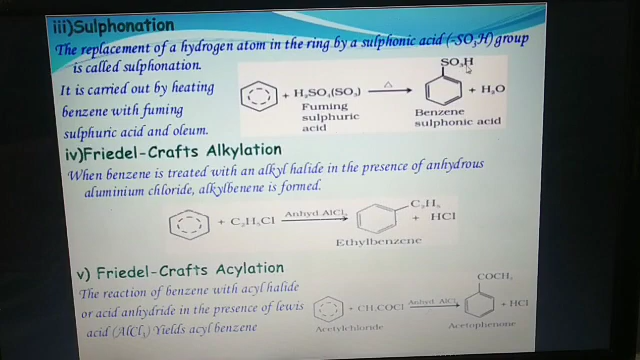 iii)Sulphonation
The replacement of a hydrogen atom in the ring by a sulphonic acid (-SO₃H) group
is called sulphonation.
It is carried out by heating
benzene with fuming
sulphuric acid and oleum.
SO₃H
+ H₂SO₄(SO₃) △ + H₂O
Fuming
sulphuric
acid
Benzene
sulphonic acid
iv)Friedel-Crafts Alkylation
When benzene is treated with an alkyl halide in the presence of anhydrous
aluminium chloride, alkylbenene is formed.
C₂H₅
+ C₂H₅Cl Anhyd. AlCl₃ + HCl
Ethylbenzene
v) Friedel-Crafts Acylation
The reaction of benzene with acyl halide
or acid anhydride in the presence of lewis
acid (AlCl₃) Yields acyl benzene
COCH₃
+ CH₃COCl Anhyd. AlCl₃ + HCl
Acetylchloride Acetophenone